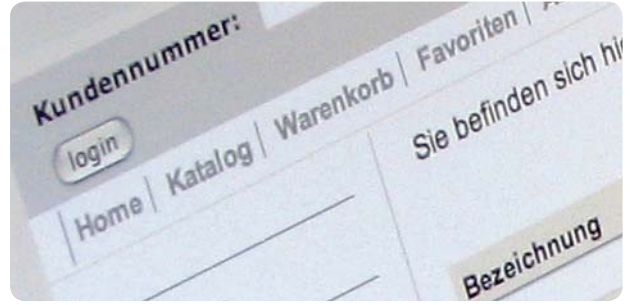 Kundennummer:
login
Home | Katalog | Warenkorb | Favoriten |
Sie befinden sich
Bezeichnung